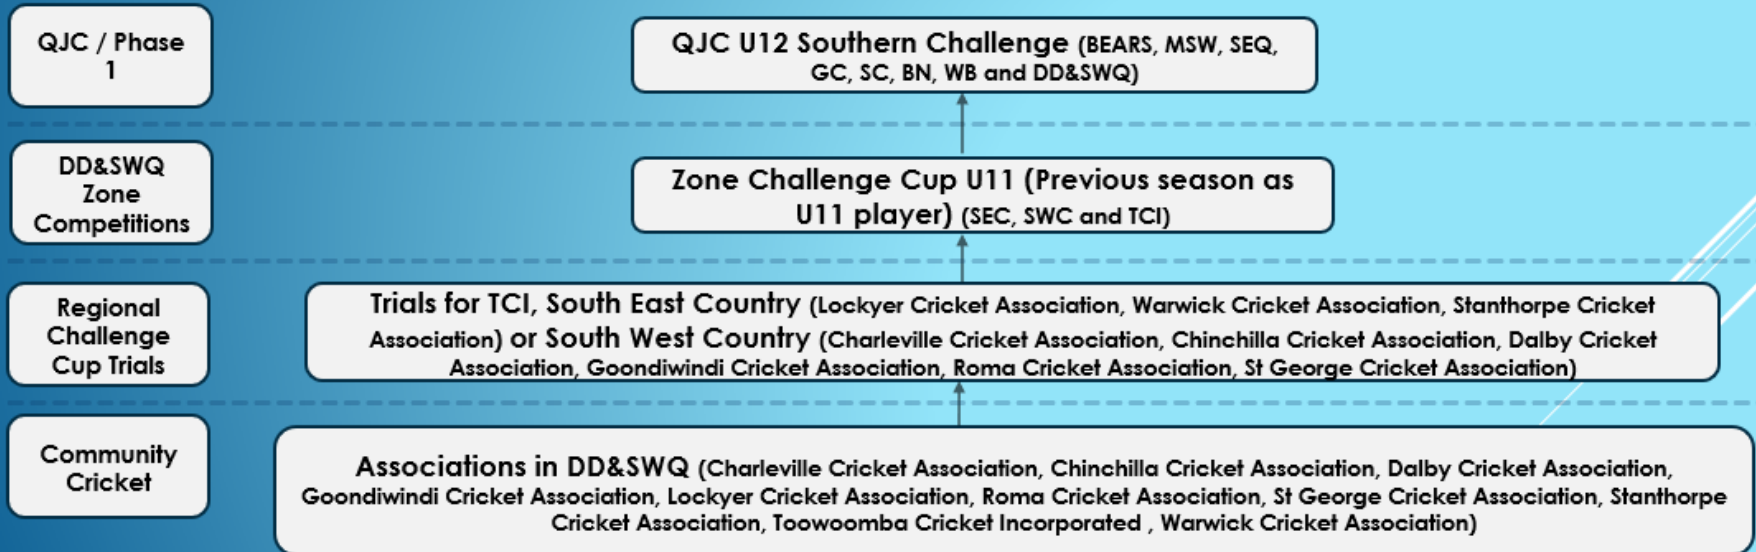 QJC / Phase
1
QJC U12 Southern Challenge (BEARS, MSW, SEQ,
GC, SC, BN, WB and DD&SWQ)
DD&SWQ
Zone
Competitions
Zone Challenge Cup U11 (Previous season as
U11 player) (SEC, SWC and TCI)
Regional
Challenge
Cup Trials
Trials for TCI, South East Country (Lockyer Cricket Association, Warwick Cricket Association, Stanthorpe Cricket
Association) or South West Country (Charleville Cricket Association, Chinchilla Cricket Association, Dalby Cricket
Association, Goondiwindi Cricket Association, Roma Cricket Association, St George Cricket Association)
Community
Cricket
Associations in DD&SWQ (Charleville Cricket Association, Chinchilla Cricket Association, Dalby Cricket Association,
Goondiwindi Cricket Association, Lockyer Cricket Association, Roma Cricket Association, St George Cricket Association, Stanthorpe
Cricket Association, Toowoomba Cricket Incorporated , Warwick Cricket Association)